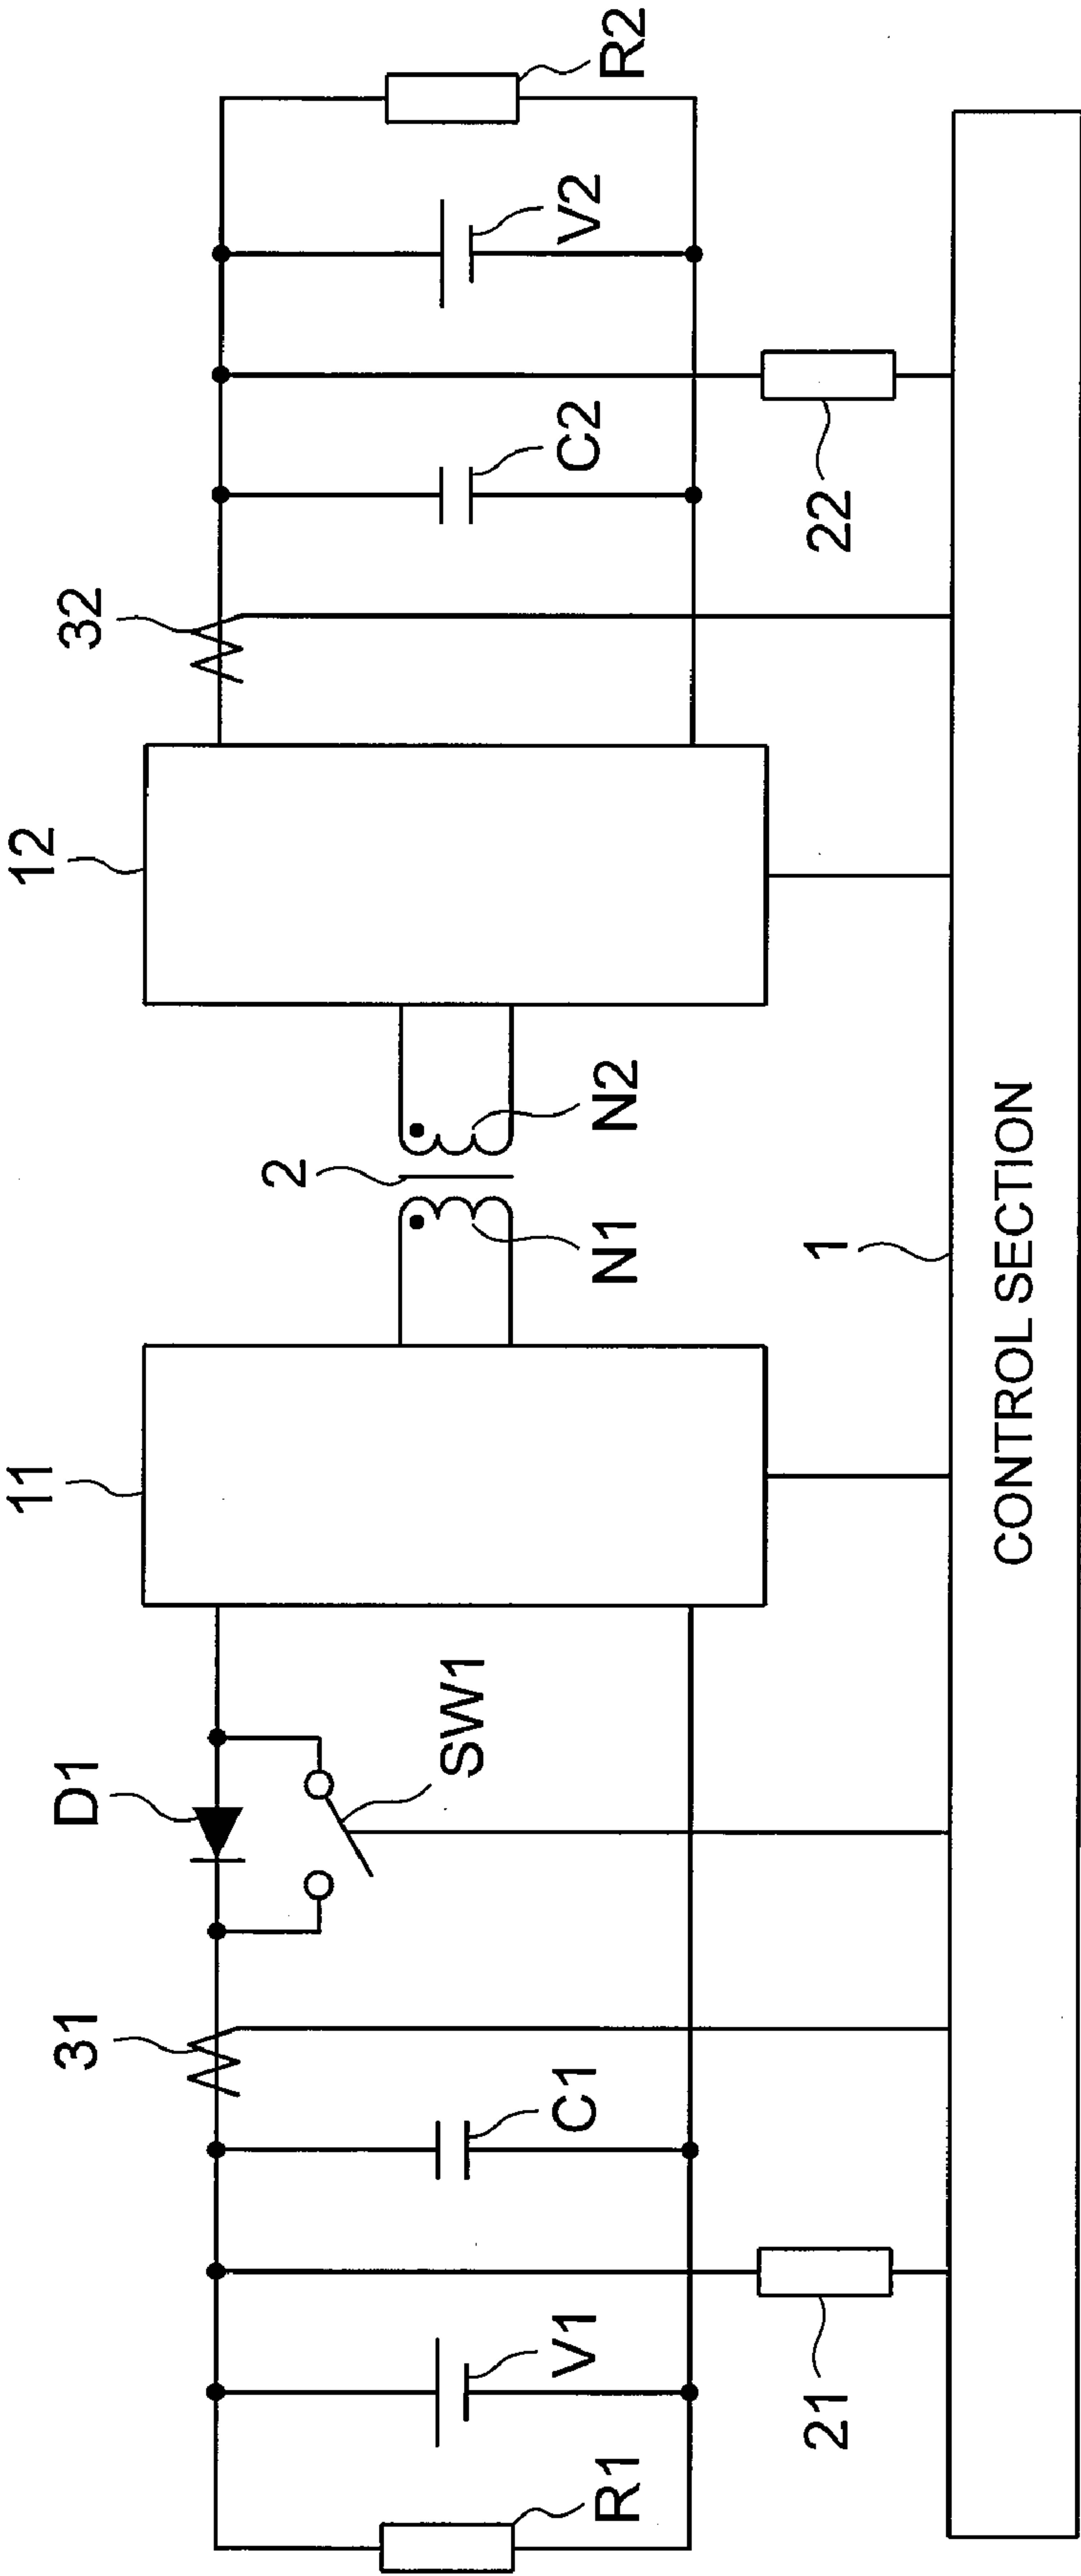 11
12
31
D1
32
2
SW1
V1
C1
C2
V2
R1
N1
N2
R2
21
1
22
CONTROL SECTION